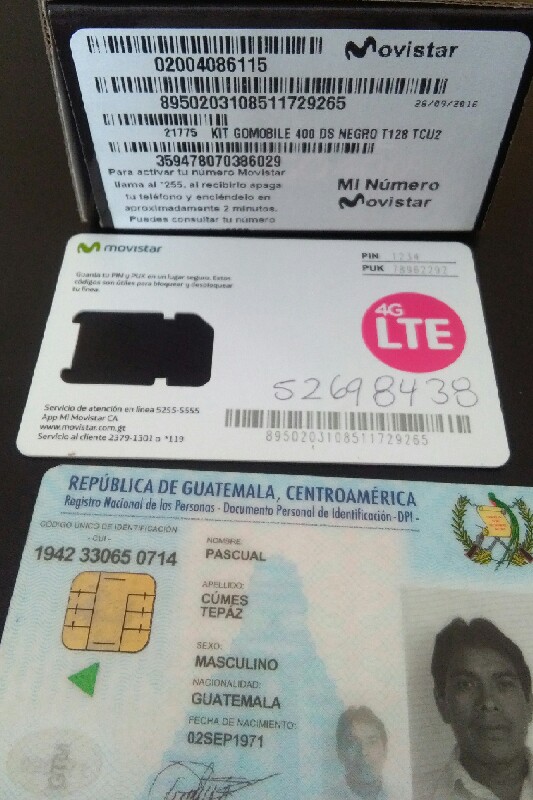 Movistar
02004086115
8950203108511729265
26/09/2016
21775 KIT GOMOBILE 400 DS NEGRO T128 TCU2
359478070386029
Para activar tu número Movistar
llama al *255, al recibirlo apaga
tu teléfono y enciéndelo en
aproximadamente 2 minutos.
Puedes consultar tu número
Mi Número
Movistar
movistar
Guarda tu PIN y PUK en un lugar seguro. Estos
códigos son útiles para bloquear y desbloquear
tu línea.
PIN 1234
PUK 78962297
4G
LTE
52698438
Servicio de atención en línea 5255-5555
App Mi Movistar CA
www.movistar.com.gt
Servicio al cliente 2379-1301 o *119
8950203108511729265
REPÚBLICA DE GUATEMALA, CENTROAMÉRICA
Registro Nacional de las Personas - Documento Personal de Identificación -DPI-
CÓDIGO ÚNICO DE IDENTIFICACIÓN
- CUI -
1942 33065 0714
NOMBRE:
PASCUAL
APELLIDO:
CÚMES
TEPÁZ
SEXO:
MASCULINO
NACIONALIDAD:
GUATEMALA
FECHA DE NACIMIENTO:
02SEP1971